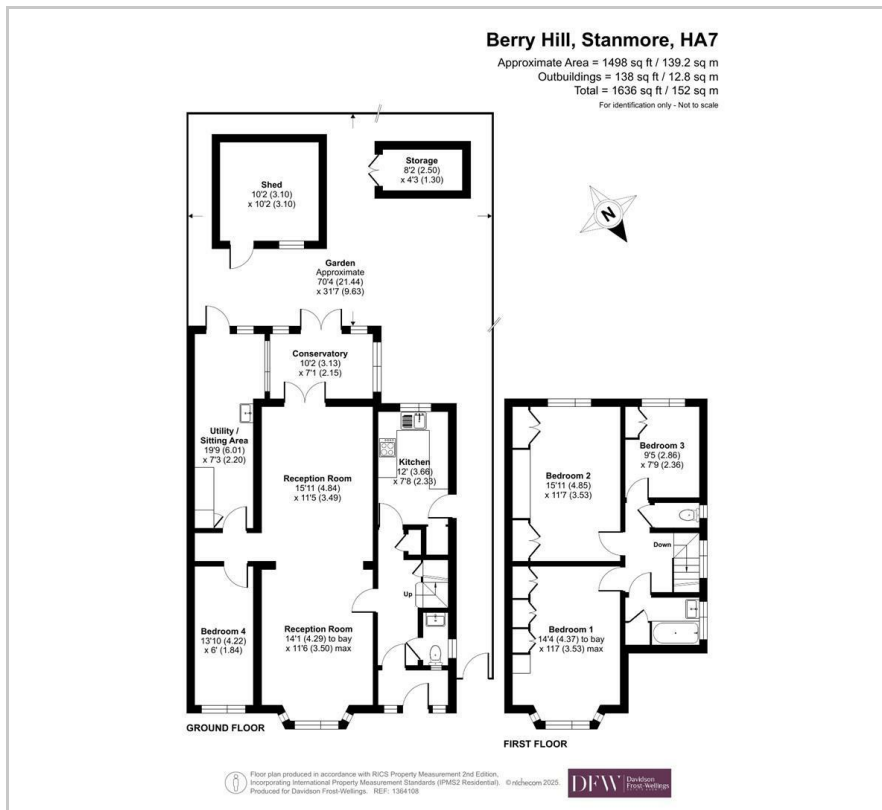 Berry Hill, Stanmore, HA7
Approximate Area = 1498 sq ft / 139.2 sq m
Outbuildings = 138 sq ft / 12.8 sq m
Total = 1636 sq ft / 152 sq m
For identification only - Not to scale
Shed
10'2 (3.10)
x 10'2 (3.10)
Storage
8'2 (2.50)
x 4'3 (1.30)
N
Garden
Approximate
70'4 (21.44)
x 31'7 (9.63)
Conservatory
10'2 (3.13)
x 7'1 (2.15)
Utility /
Sitting Area
19'9 (6.01)
x 7'3 (2.20)
Reception Room
15'11 (4.84)
x 11'5 (3.49)
Kitchen
12' (3.66)
x 7'8 (2.33)
Up
Bedroom 4
13'10 (4.22)
x 6' (1.84)
Reception Room
14'1 (4.29) to bay
x 11'6 (3.50) max
GROUND FLOOR
Bedroom 3
9'5 (2.86)
x 7'9 (2.36)
Bedroom 2
15'11 (4.85)
x 11'7 (3.53)
Down
Bedroom 1
14'4 (4.37) to bay
x 117 (3.53) max
FIRST FLOOR
Floor plan produced in accordance with RICS Property Measurement 2nd Edition,
Incorporating International Property Measurement Standards (IPMS2 Residential). © nichecom 2025.
Produced for Davidson Frost-Wellings. REF: 1364108
DFW Davidson
Frost-Wellings